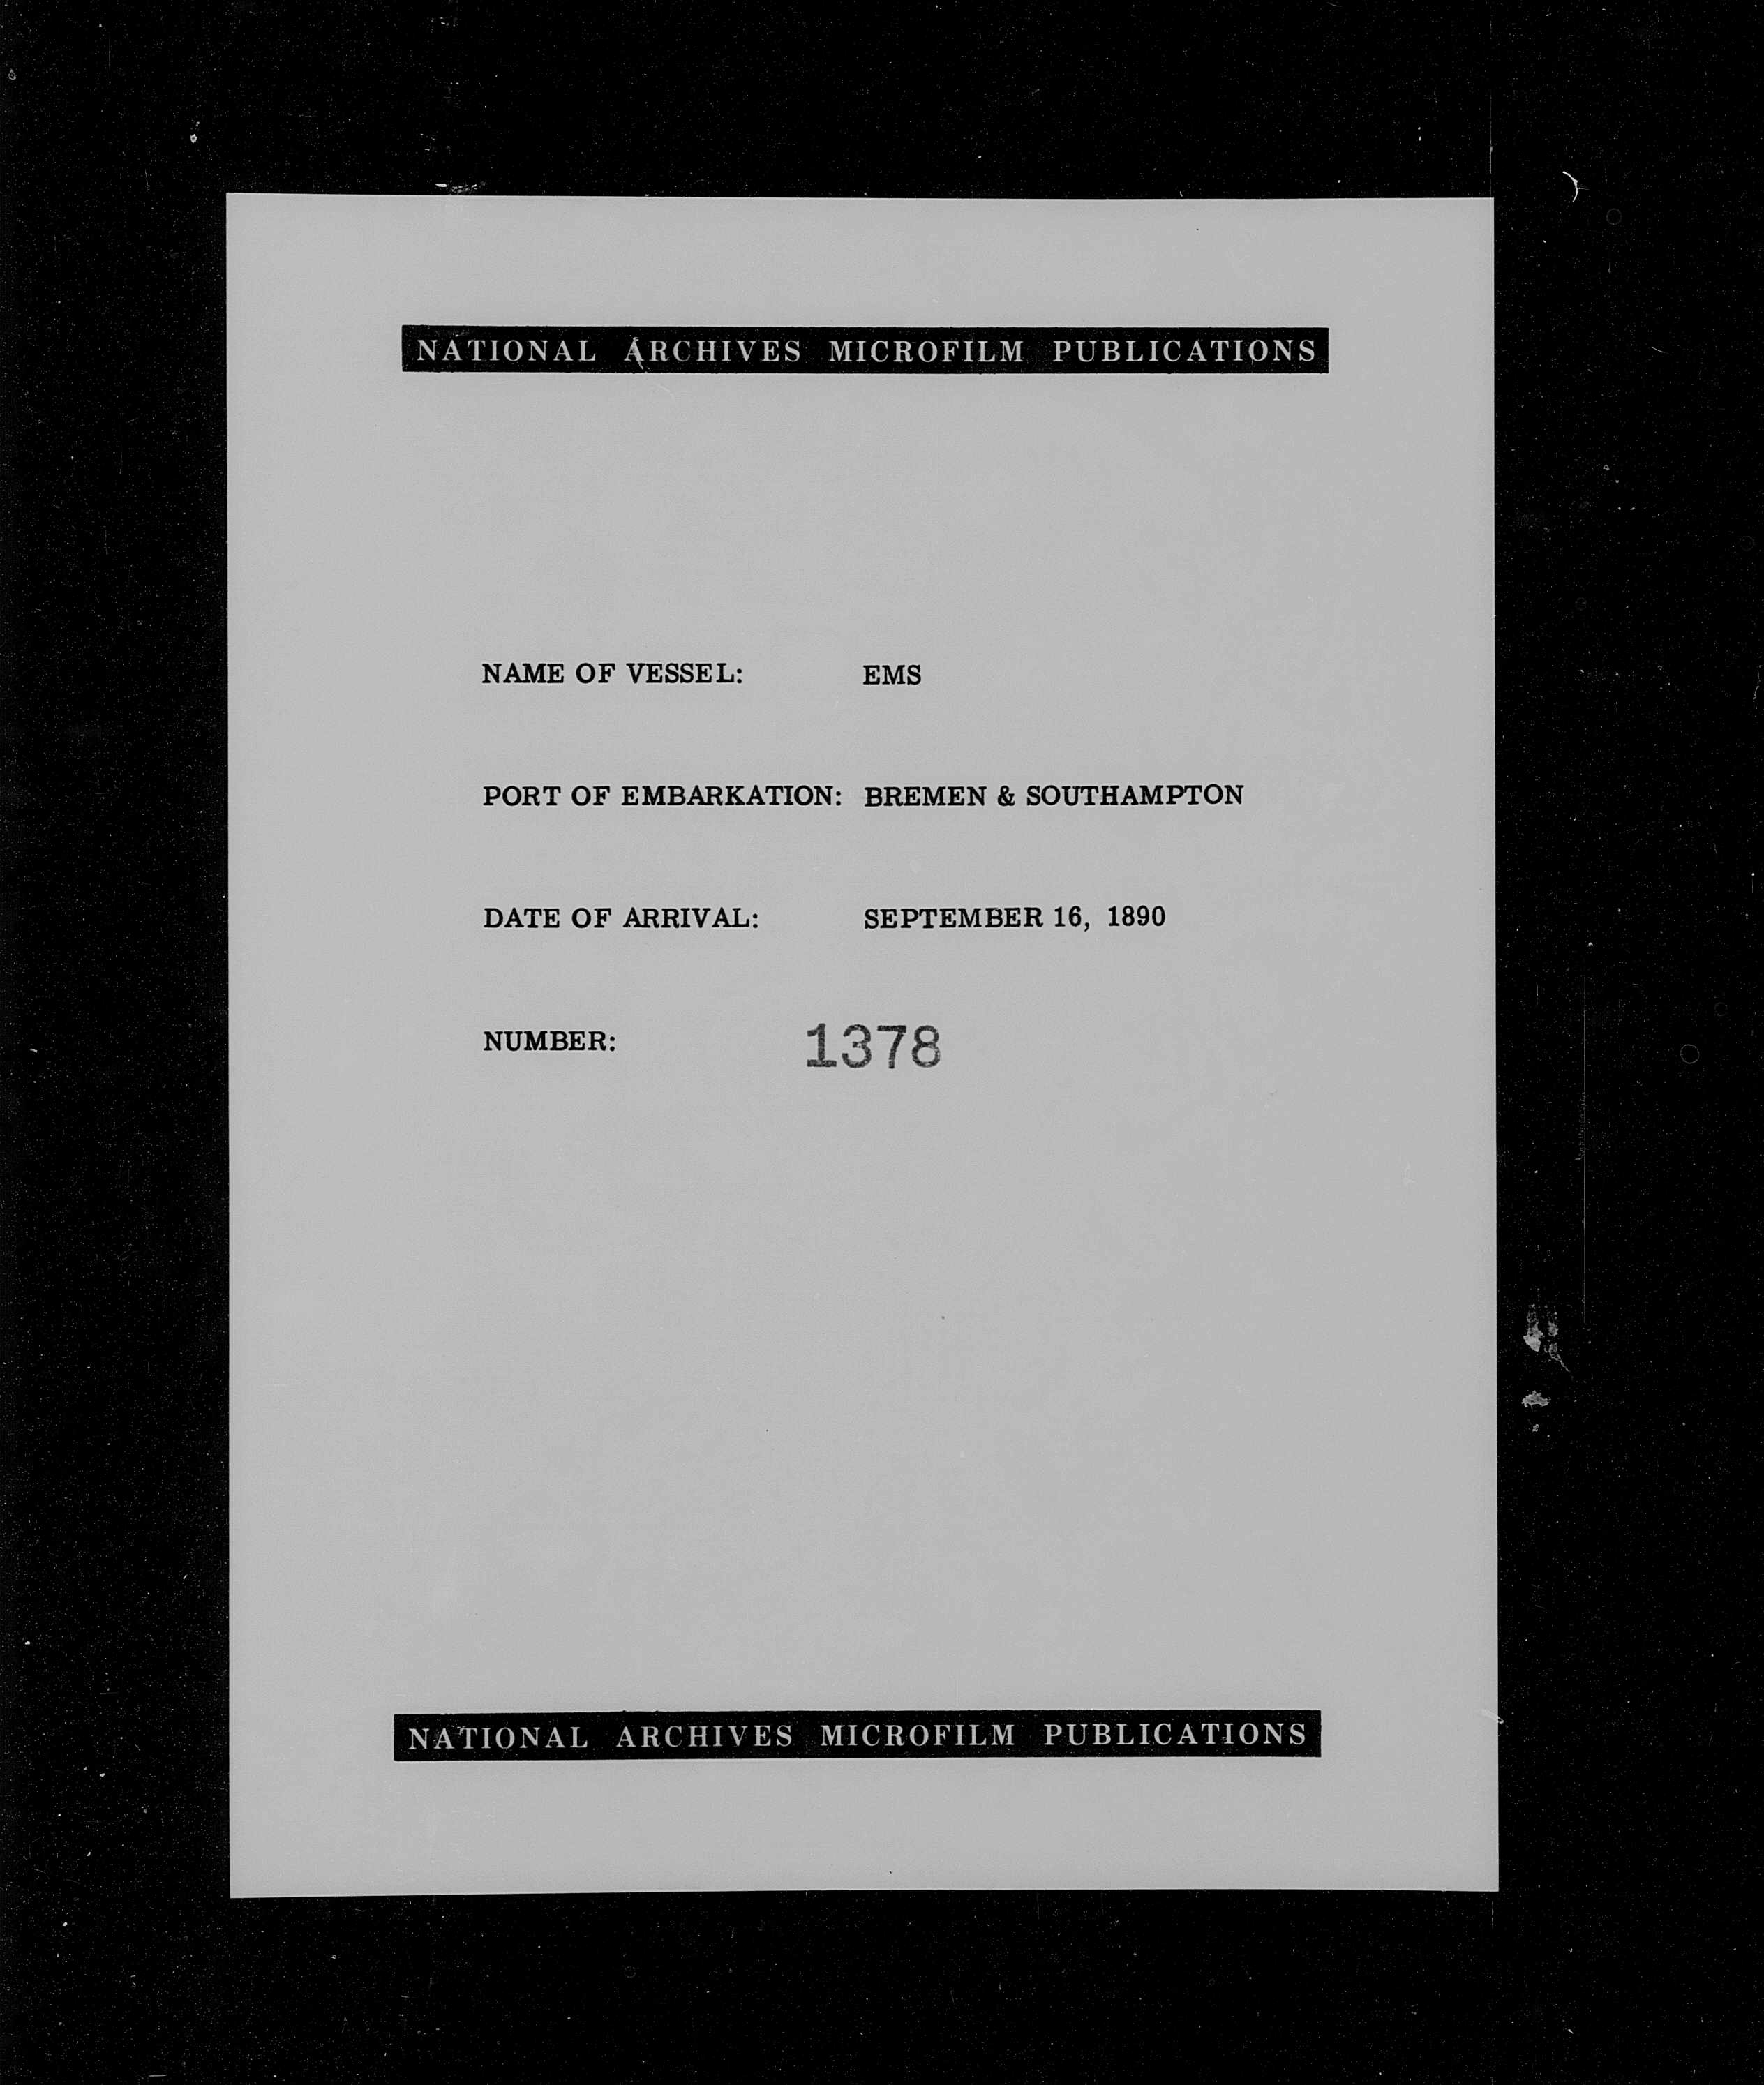 NATIONAL ARCHIVES MICROFILM PUBLICATIONS
NAME OF VESSEL: EMS
PORT OF EMBARKATION: BREMEN & SOUTHAMPTON
DATE OF ARRIVAL: SEPTEMBER 16, 1890
NUMBER: 1378
NATIONAL ARCHIVES MICROFILM PUBLICATIONS